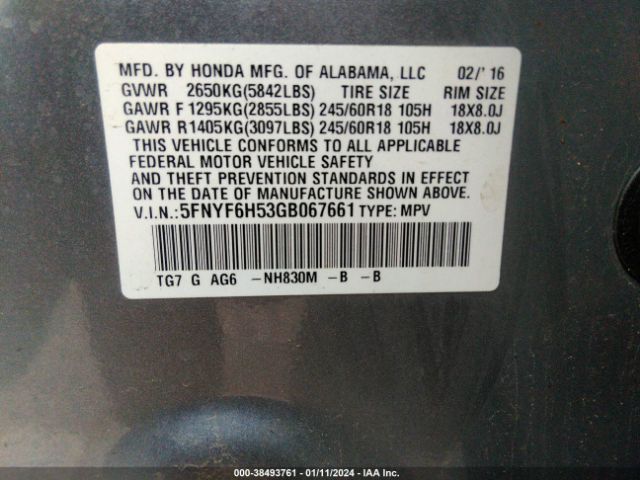 MFD. BY HONDA MFG. OF ALABAMA, LLC 02/'16
GVWR 2650KG(5842LBS) TIRE SIZE RIM SIZE
GAWR F 1295KG(2855LBS) 245/60R18 105H 18X8.0J
GAWR R1405KG(3097LBS) 245/60R18 105H 18X8.0J
THIS VEHICLE CONFORMS TO ALL APPLICABLE
FEDERAL MOTOR VEHICLE SAFETY
AND THEFT PREVENTION STANDARDS IN EFFECT
ON THE DATE OF MANUFACTURE SHOWN ABOVE.
V.I.N.:5FNYF6H53GB067661 TYPE: MPV
TG7 G AG6 -NH830M -B -B
000-38493761 - 01/11/2024 - IAA Inc.